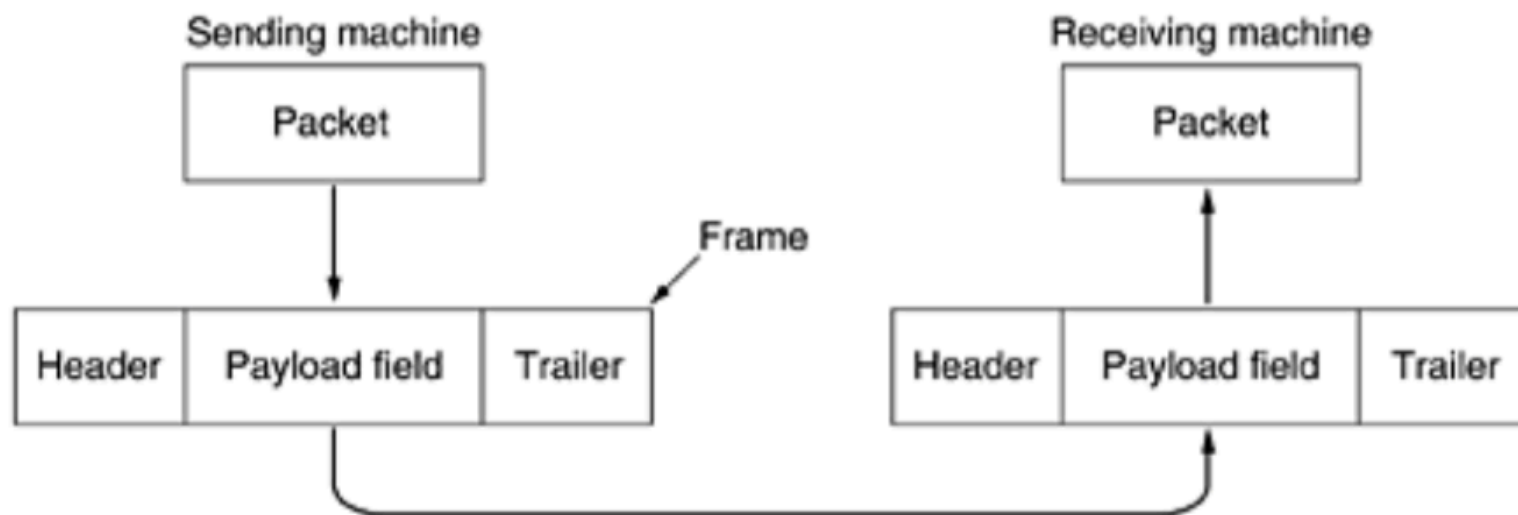 Sending machine
Receiving machine
Packet
Packet
Frame
Header
Payload field
Trailer
Header
Payload field
Trailer